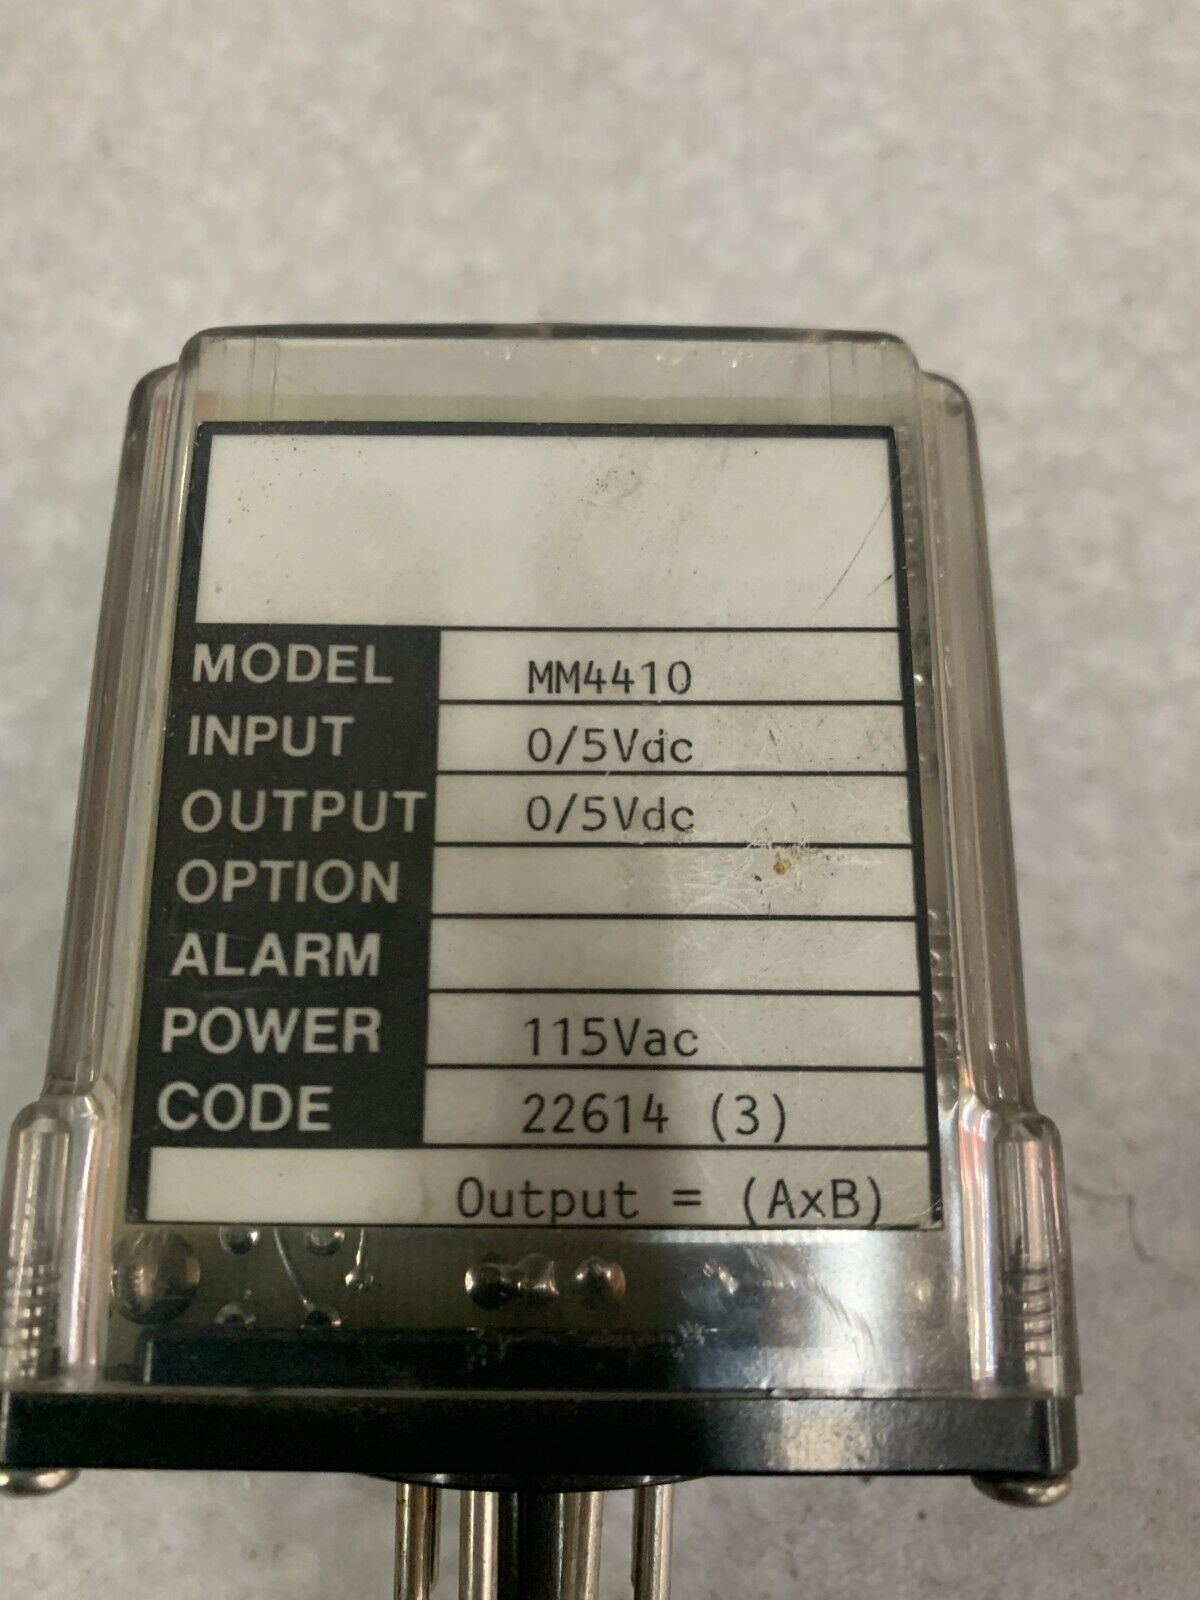 MODEL MM4410
INPUT 0/5Vdc
OUTPUT 0/5Vdc
OPTION
ALARM
POWER 115Vac
CODE 22614 (3)
Output = (AxB)